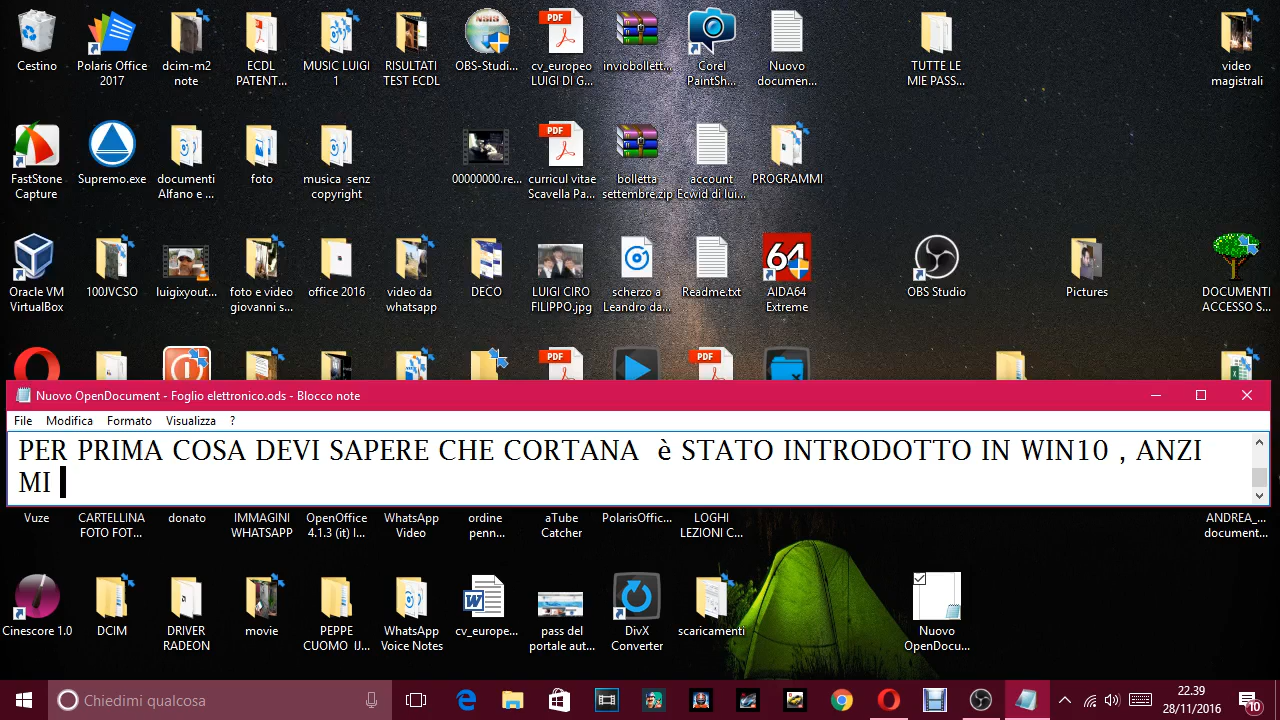 Cestino
Polaris Office
2017
dcim-m2
note
ECDL
PATENT...
MUSIC LUIGI
1
RISULTATI
TEST ECDL
NSIS
OBS-Studi...
PDF
cv_europeo
LUIGI DI G...
inviobollett...
Corel
PaintSh...
Nuovo
documen...
TUTTE LE
MIE PASS...
video
magistrali
FastStone
Capture
Supremo.exe
documenti
Alfano e ...
foto
musica senz
copyright
00000000.re...
PDF
curricul vitae
Scavella Pa...
bolletta
settembre.zip
account
Ecwid di lui...
PROGRAMMI
Oracle VM
VirtualBox
100JVCSO
luigixyout...
foto e video
giovanni s...
office 2016
video da
whatsapp
DECO
LUIGI CIRO
FILIPPO.jpg
scherzo a
Leandro da...
Readme.txt
64
AIDA64
Extreme
OBS Studio
Pictures
DOCUMENTI
ACCESSO S...
PDF
PDF
Nuovo OpenDocument - Foglio elettronico.ods - Blocco note
File Modifica Formato Visualizza ?
PER PRIMA COSA DEVI SAPERE CHE CORTANA è STATO INTRODOTTO IN WIN10 , ANZI
MI
Vuze
CARTELLINA
FOTO FOT...
donato
IMMAGINI
WHATSAPP
OpenOffice
4.1.3 (it) I...
WhatsApp
Video
ordine
penn...
aTube
Catcher
PolarisOffic...
LOGHI
LEZIONI C...
ANDREA_...
document...
Cinescore 1.0
DCIM
DRIVER
RADEON
movie
PEPPE
CUOMO IJ...
WhatsApp
Voice Notes
W
cv_europe...
pass del
portale aut...
DivX
Converter
scaricamenti
Nuovo
OpenDocu...
Chiedimi qualcosa
22.39
28/11/2016
10